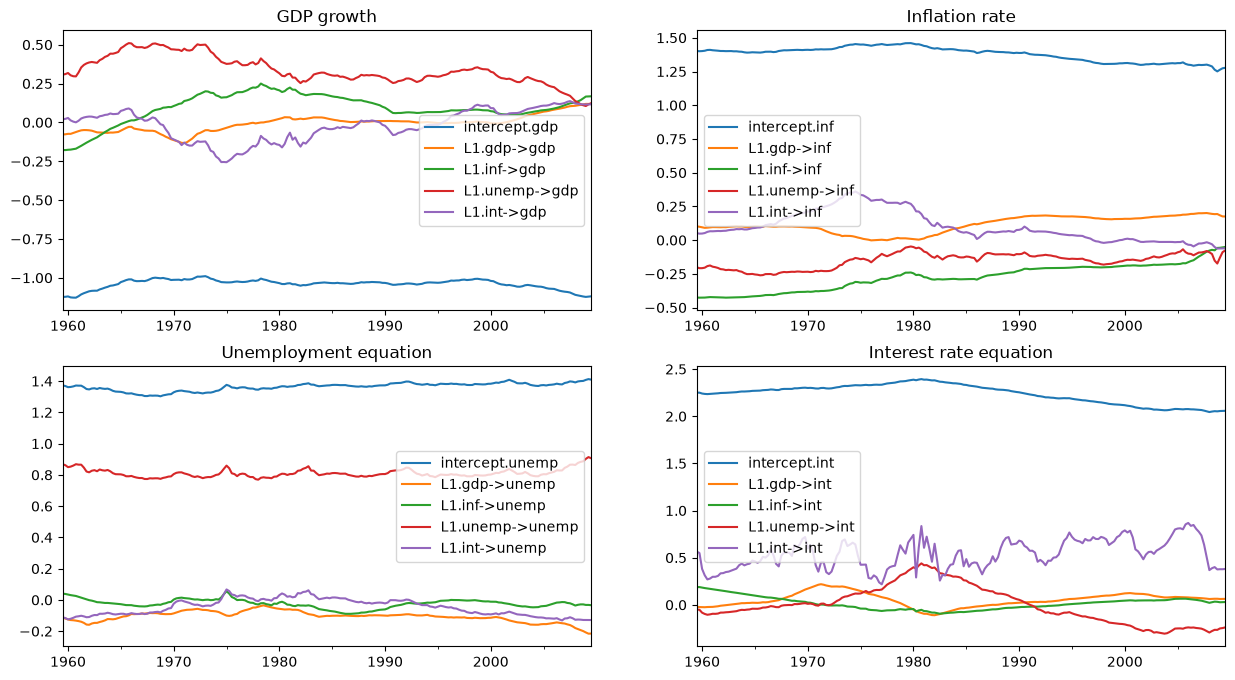 GDP growth
0.50
0.25
0.00
−0.25
−0.50
−0.75
−1.00
intercept.gdp
L1.gdp->gdp
L1.inf->gdp
L1.unemp->gdp
L1.int->gdp
1960 1970 1980 1990 2000
Inflation rate
1.50
1.25
1.00
0.75
0.50
0.25
0.00
−0.25
−0.50
intercept.inf
L1.gdp->inf
L1.inf->inf
L1.unemp->inf
L1.int->inf
1960 1970 1980 1990 2000
Unemployment equation
1.4
1.2
1.0
0.8
0.6
0.4
0.2
0.0
−0.2
intercept.unemp
L1.gdp->unemp
L1.inf->unemp
L1.unemp->unemp
L1.int->unemp
1960 1970 1980 1990 2000
Interest rate equation
2.5
2.0
1.5
1.0
0.5
0.0
intercept.int
L1.gdp->int
L1.inf->int
L1.unemp->int
L1.int->int
1960 1970 1980 1990 2000